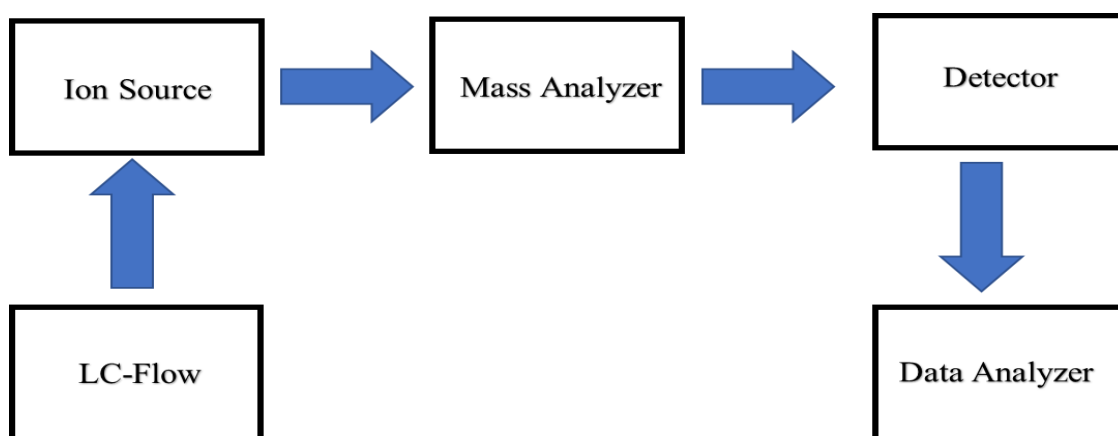 Ion Source
Mass Analyzer
Detector
LC-Flow
Data Analyzer